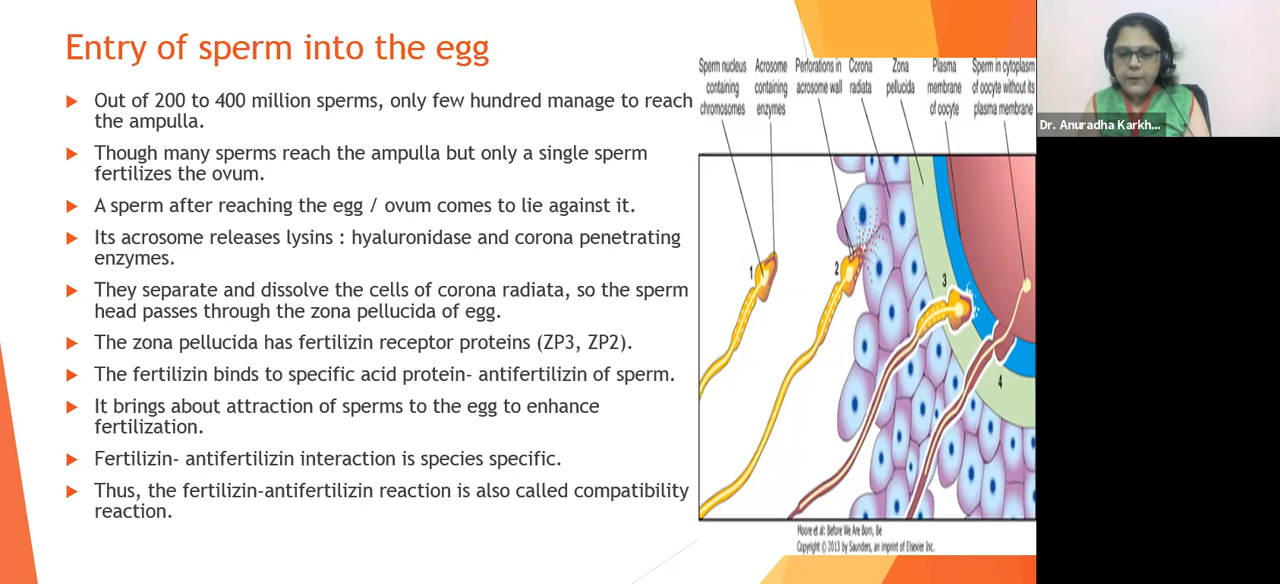 Entry of sperm into the egg
Out of 200 to 400 million sperms, only few hundred manage to reach
the ampulla.
Though many sperms reach the ampulla but only a single sperm
fertilizes the ovum.
A sperm after reaching the egg / ovum comes to lie against it.
Its acrosome releases lysins : hyaluronidase and corona penetrating
enzymes.
They separate and dissolve the cells of corona radiata, so the sperm
head passes through the zona pellucida of egg.
The zona pellucida has fertilizin receptor proteins (ZP3, ZP2).
The fertilizin binds to specific acid protein- antifertilizin of sperm.
It brings about attraction of sperms to the egg to enhance
fertilization.
Fertilizin- antifertilizin interaction is species specific.
Thus, the fertilizin-antifertilizin reaction is also called compatibility
reaction.
Sperm nucleus
containing
chromosomes
Acrosome
containing
enzymes
Perforations in
acrosome wall
Corona
radiata
Zona
pellucida
Plasma
membrane
of oocyte
Sperm in cytoplasm
of oocyte without its
plasma membrane
1
2
3
4
Moore et al: Before We Are Born, 8e
Copyright © 2013 by Saunders, an imprint of Elsevier Inc.
Dr. Anuradha Karkh...